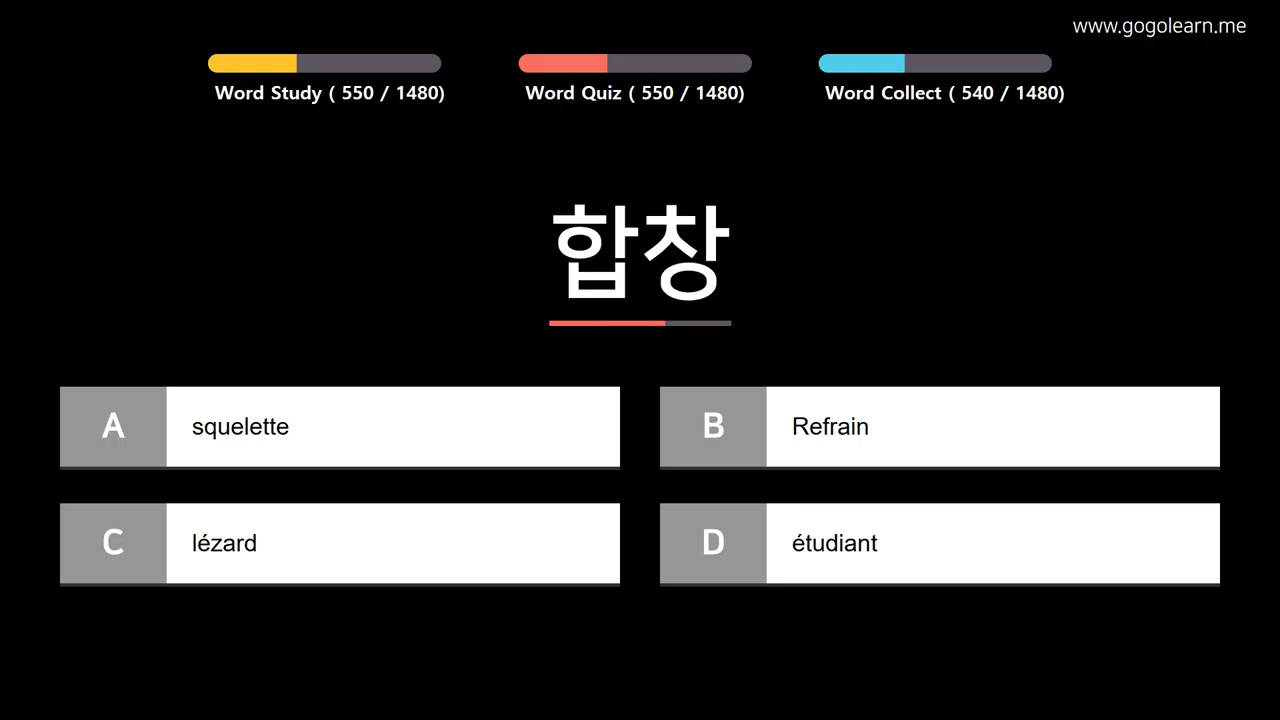 www.gogolearn.me
Word Study ( 550 / 1480)
Word Quiz ( 550 / 1480)
Word Collect ( 540 / 1480)
합창
A squelette
B Refrain
C lézard
D étudiant